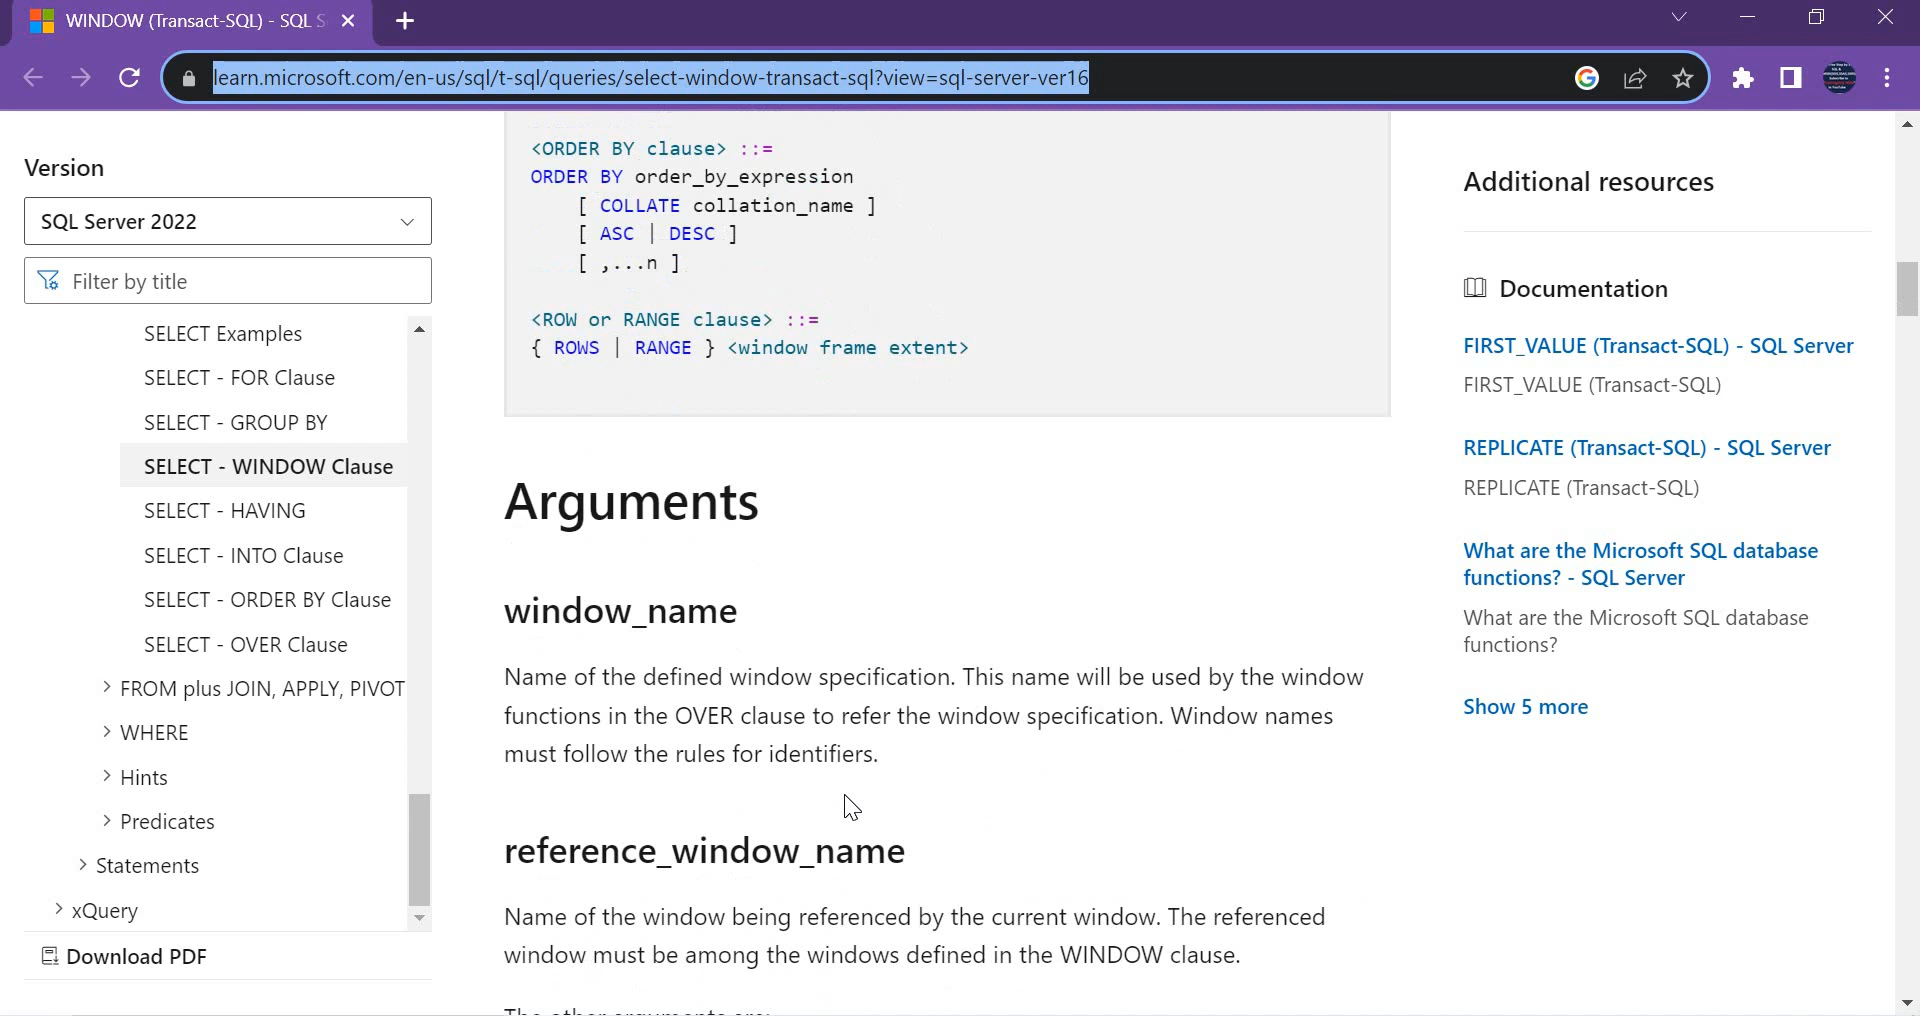 WINDOW (Transact-SQL) - SQL S
learn.microsoft.com/en-us/sql/t-sql/queries/select-window-transact-sql?view=sql-server-ver16
Version
SQL Server 2022
Filter by title
SELECT Examples
SELECT - FOR Clause
SELECT - GROUP BY
SELECT - WINDOW Clause
SELECT - HAVING
SELECT - INTO Clause
SELECT - ORDER BY Clause
SELECT - OVER Clause
FROM plus JOIN, APPLY, PIVOT
WHERE
Hints
Predicates
Statements
xQuery
Download PDF
<ORDER BY clause> ::=
ORDER BY order_by_expression
[ COLLATE collation_name ]
[ ASC | DESC ]
[ ,...n ]
<ROW or RANGE clause> ::=
{ ROWS | RANGE } <window frame extent>
Arguments
window_name
Name of the defined window specification. This name will be used by the window
functions in the OVER clause to refer the window specification. Window names
must follow the rules for identifiers.
reference_window_name
Name of the window being referenced by the current window. The referenced
window must be among the windows defined in the WINDOW clause.
The other arguments are:
Additional resources
Documentation
FIRST_VALUE (Transact-SQL) - SQL Server
FIRST_VALUE (Transact-SQL)
REPLICATE (Transact-SQL) - SQL Server
REPLICATE (Transact-SQL)
What are the Microsoft SQL database
functions? - SQL Server
What are the Microsoft SQL database
functions?
Show 5 more